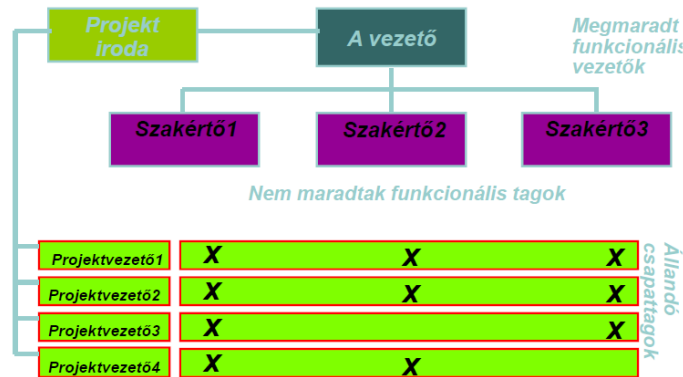 Projekt
iroda
A vezető
Megmaradt
funkcionális
vezetők
Szakértő1
Szakértő2
Szakértő3
Nem maradtak funkcionális tagok
Projektvezető1
X X X
Projektvezető2
X X X
Projektvezető3
X X
Projektvezető4
X X
Állandó
csapattagok